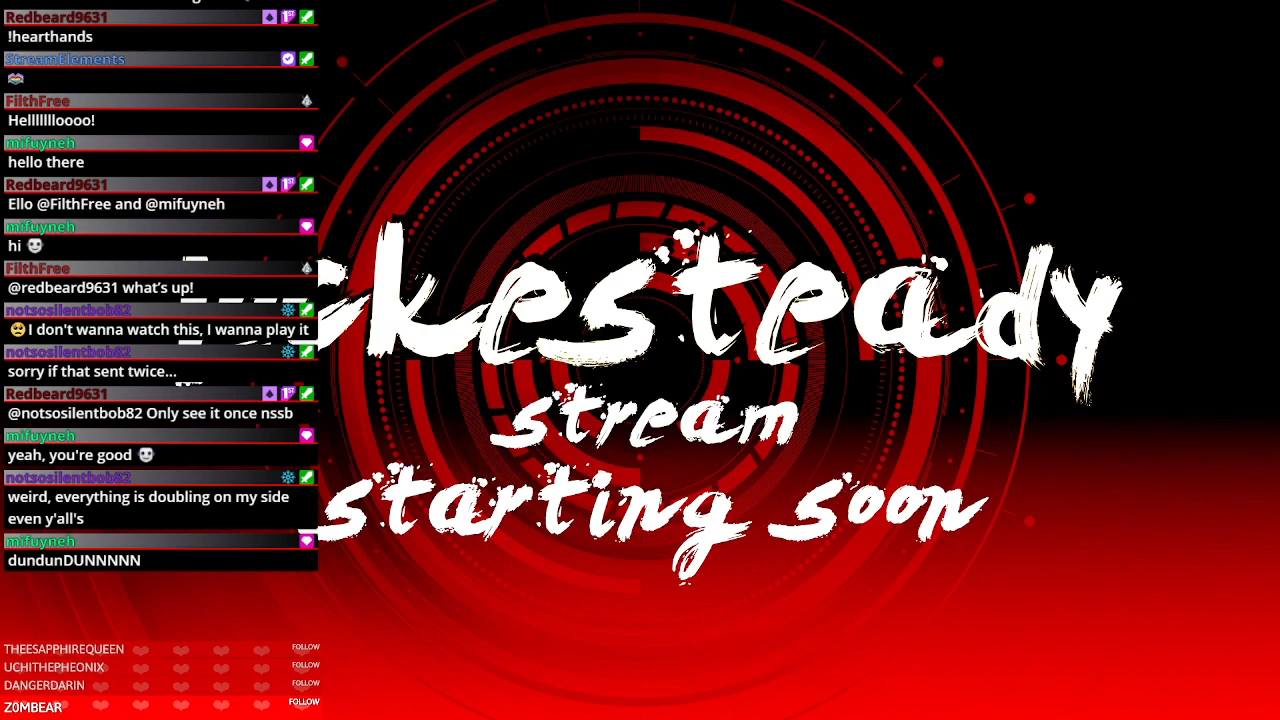 Redbeard9631
!hearthands
StreamElements
FilthFree
Hellllllloooo!
mifuyneh
hello there
Redbeard9631
Ello @FilthFree and @mifuyneh
mifuyneh
hi
FilthFree
@redbeard9631 what's up!
notsosilentbob82
I don't wanna watch this, I wanna play it
notsosilentbob82
sorry if that sent twice...
Redbeard9631
@notsosilentbob82 Only see it once nssb
mifuyneh
yeah, you're good
notsosilentbob82
weird, everything is doubling on my side
even y'all's
mifuyneh
dundunDUNNNNN
kesteady
stream
starting soon
THEESAPPHIREQUEEN FOLLOW
UCHITHEPHEONIX FOLLOW
DANGERDARIN FOLLOW
Z0MBEAR FOLLOW